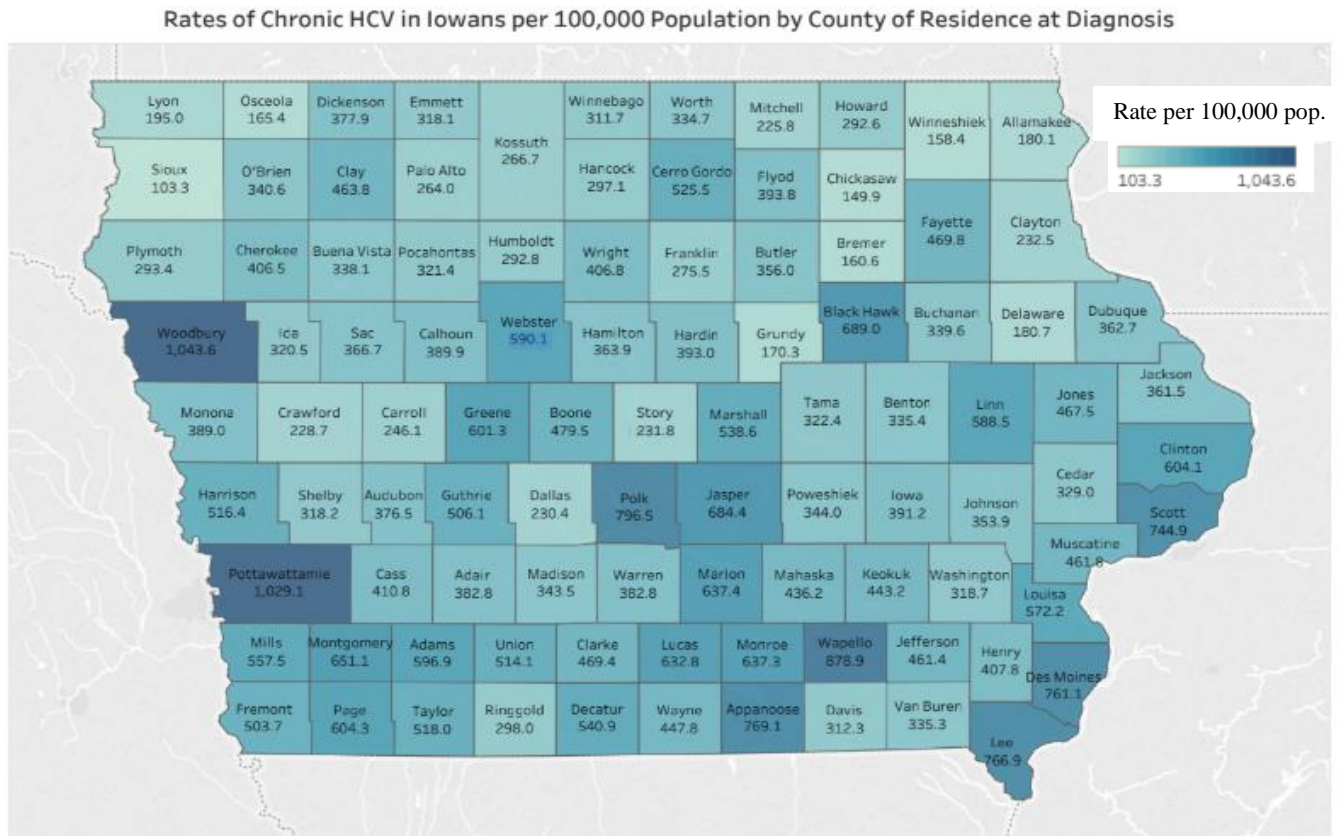 Rates of Chronic HCV in Iowans per 100,000 Population by County of Residence at Diagnosis
Rate per 100,000 pop.
103.3 1,043.6
Lyon
195.0
Osceola
165.4
Dickenson
377.9
Emmett
318.1
Kossuth
266.7
Winnebago
311.7
Worth
334.7
Mitchell
225.8
Howard
292.6
Winneshiek
158.4
Allamakee
180.1
Sioux
103.3
O'Brien
340.6
Clay
463.8
Palo Alto
264.0
Hancock
297.1
Cerro Gordo
525.5
Flyod
393.8
Chickasaw
149.9
Fayette
469.8
Clayton
232.5
Plymoth
293.4
Cherokee
406.5
Buena Vista
338.1
Pocahontas
321.4
Humboldt
292.8
Wright
406.8
Franklin
275.5
Butler
356.0
Bremer
160.6
Woodbury
1,043.6
Ida
320.5
Sac
366.7
Calhoun
389.9
Webster
590.1
Hamilton
363.9
Hardin
393.0
Grundy
170.3
Black Hawk
689.0
Buchanan
339.6
Delaware
180.7
Dubuque
362.7
Monona
389.0
Crawford
228.7
Carroll
246.1
Greene
601.3
Boone
479.5
Story
231.8
Marshall
538.6
Tama
322.4
Benton
335.4
Linn
588.5
Jones
467.5
Jackson
361.5
Clinton
604.1
Harrison
516.4
Shelby
318.2
Audubon
376.5
Guthrie
506.1
Dallas
230.4
Polk
796.5
Jasper
684.4
Poweshiek
344.0
Iowa
391.2
Johnson
353.9
Cedar
329.0
Scott
744.9
Muscatine
461.8
Pottawattamie
1,029.1
Cass
410.8
Adair
382.8
Madison
343.5
Warren
382.8
Marion
637.4
Mahaska
436.2
Keokuk
443.2
Washington
318.7
Louisa
572.2
Mills
557.5
Montgomery
651.1
Adams
596.9
Union
514.1
Clarke
469.4
Lucas
632.8
Monroe
637.3
Wapello
878.9
Jefferson
461.4
Henry
407.8
Des Moines
761.1
Fremont
503.7
Page
604.3
Taylor
518.0
Ringgold
298.0
Decatur
540.9
Wayne
447.8
Appanoose
769.1
Davis
312.3
Van Buren
335.3
Lee
766.9